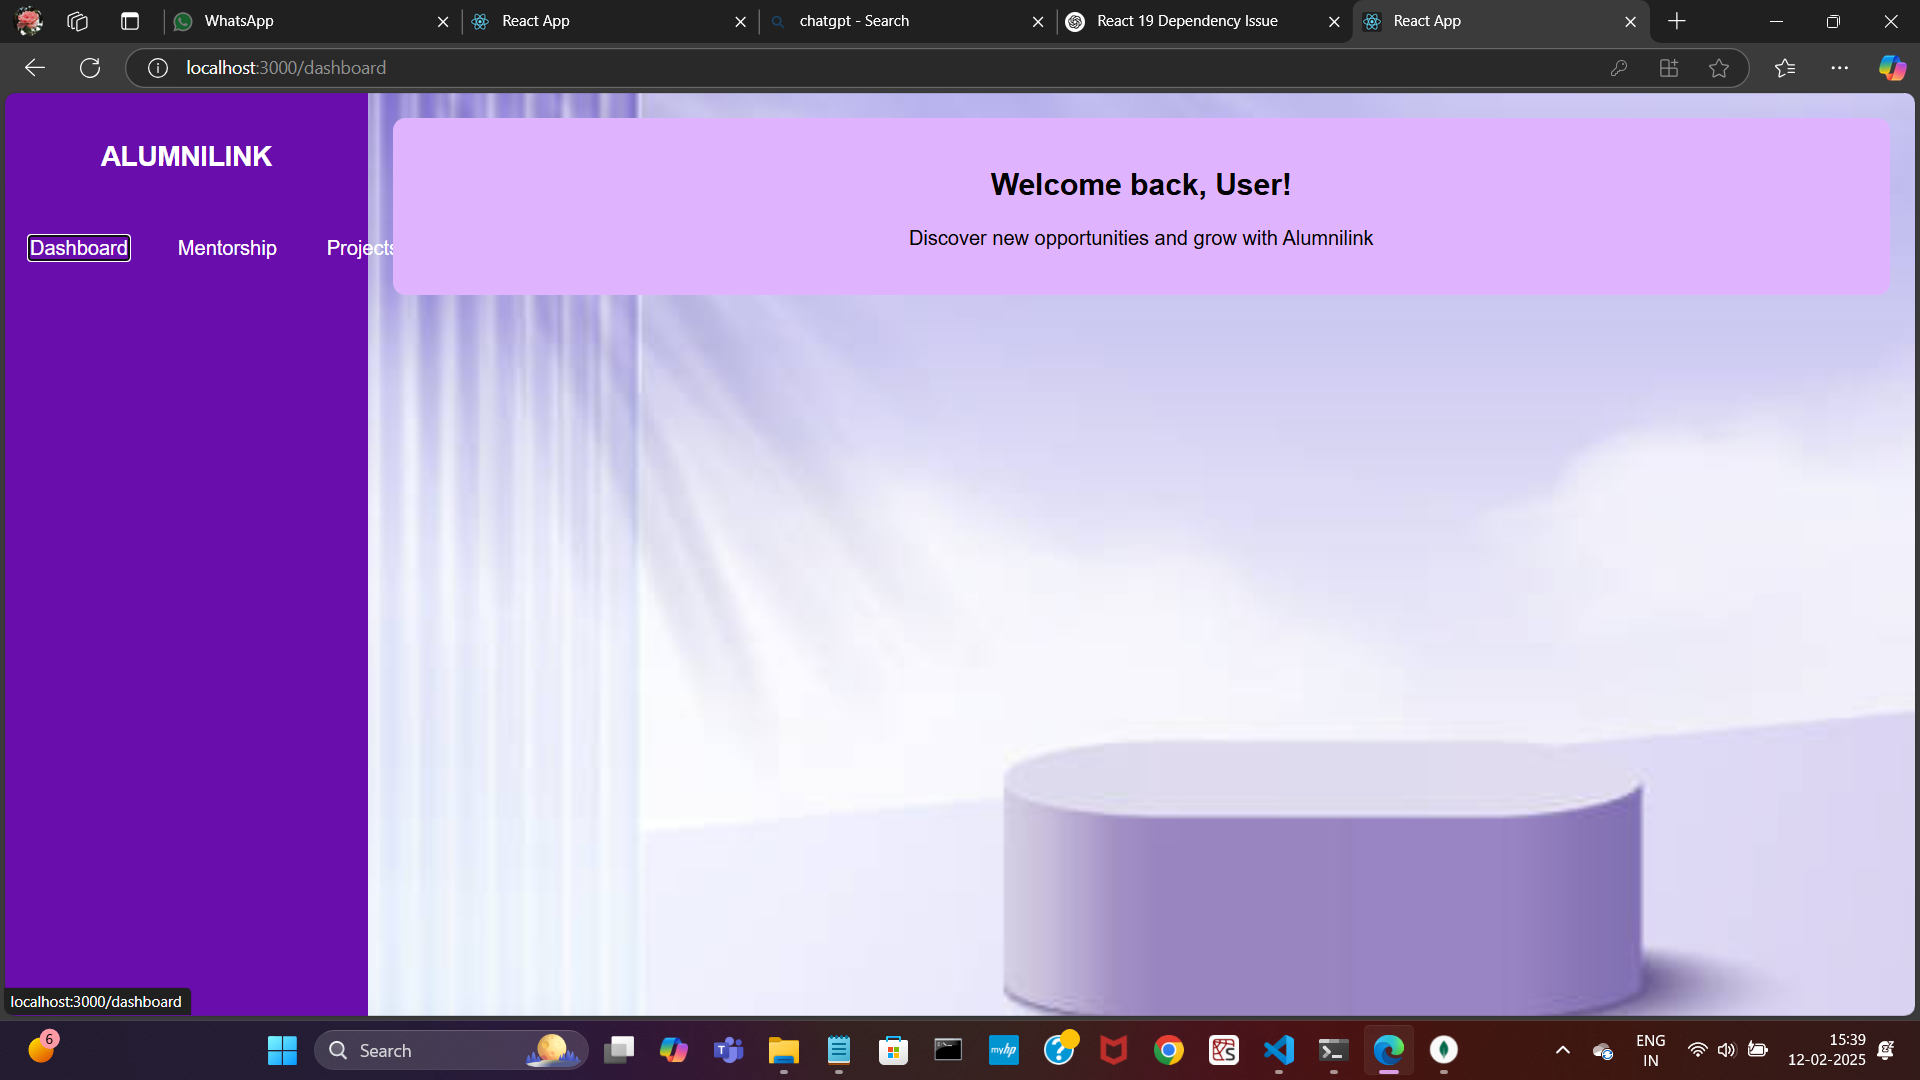 WhatsApp
React App
chatgpt - Search
React 19 Dependency Issue
React App
localhost:3000/dashboard
ALUMNILINK
Dashboard
Mentorship
Projects
Welcome back, User!
Discover new opportunities and grow with Alumnilink
localhost:3000/dashboard
6
Search
myhp
ENG
IN
15:39
12-02-2025